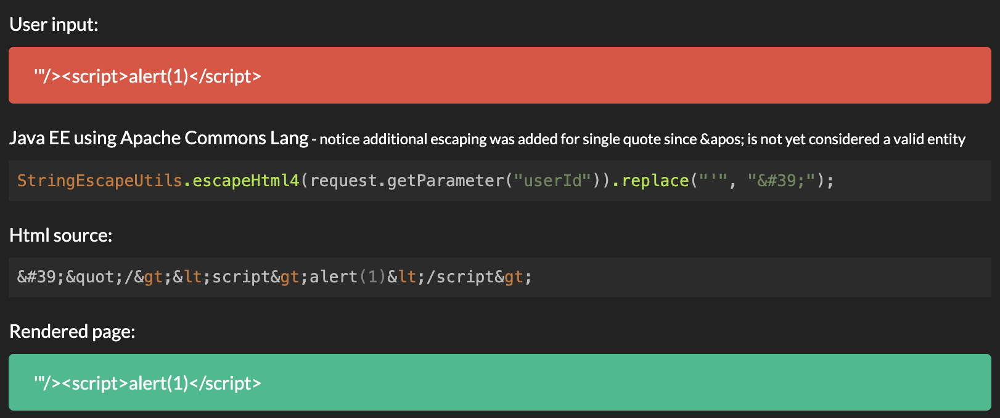 User input:
'"/><script>alert(1)</script>
Java EE using Apache Commons Lang - notice additional escaping was added for single quote since &apos; is not yet considered a valid entity
StringEscapeUtils.escapeHtml4(request.getParameter("userId")).replace("'", "&#39;");
Html source:
&#39;&quot;/&gt;&lt;script&gt;alert(1)&lt;/script&gt;
Rendered page:
'"/><script>alert(1)</script>